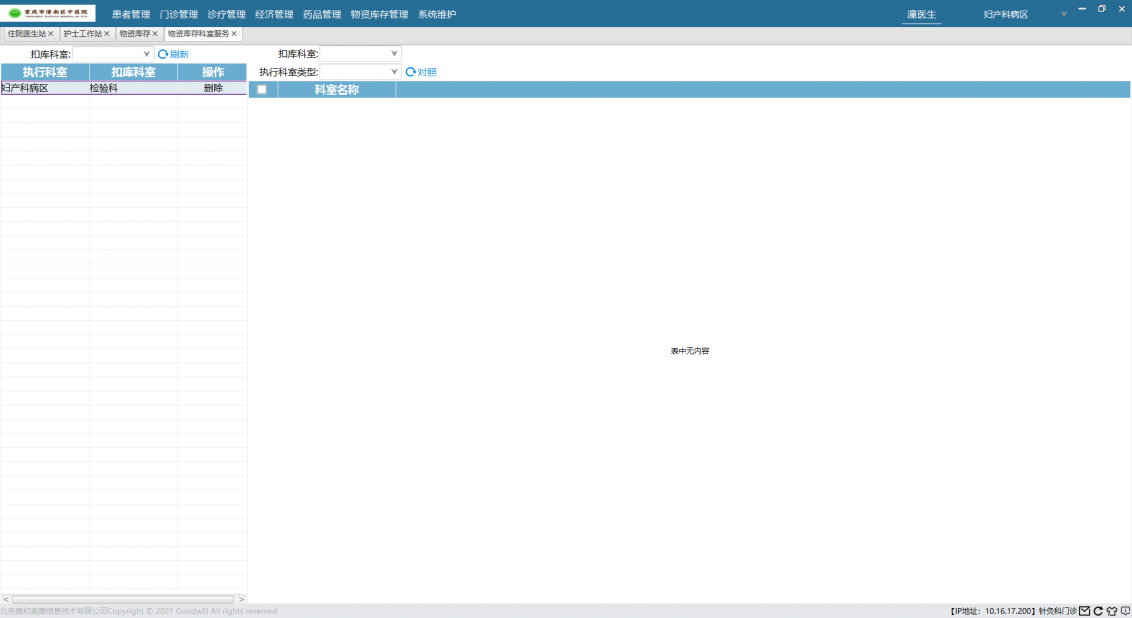 重庆市潼南区中医院 患者管理 门诊管理 诊疗管理 经济管理 药品管理 物资库存管理 系统维护 潼医生 妇产科病区
住院医生站 × 护士工作站 × 物资库存 × 物资库存科室服务 ×
扣库科室: 刷新 扣库科室:
执行科室类型: 对照
执行科室 扣库科室 操作
科室名称
妇产科病区 检验科 删除
表中无内容
北京嘉和美康信息技术有限公司Copyright © 2021 Goodwill All rights reserved 【IP地址: 10.16.17.200】针灸科门诊